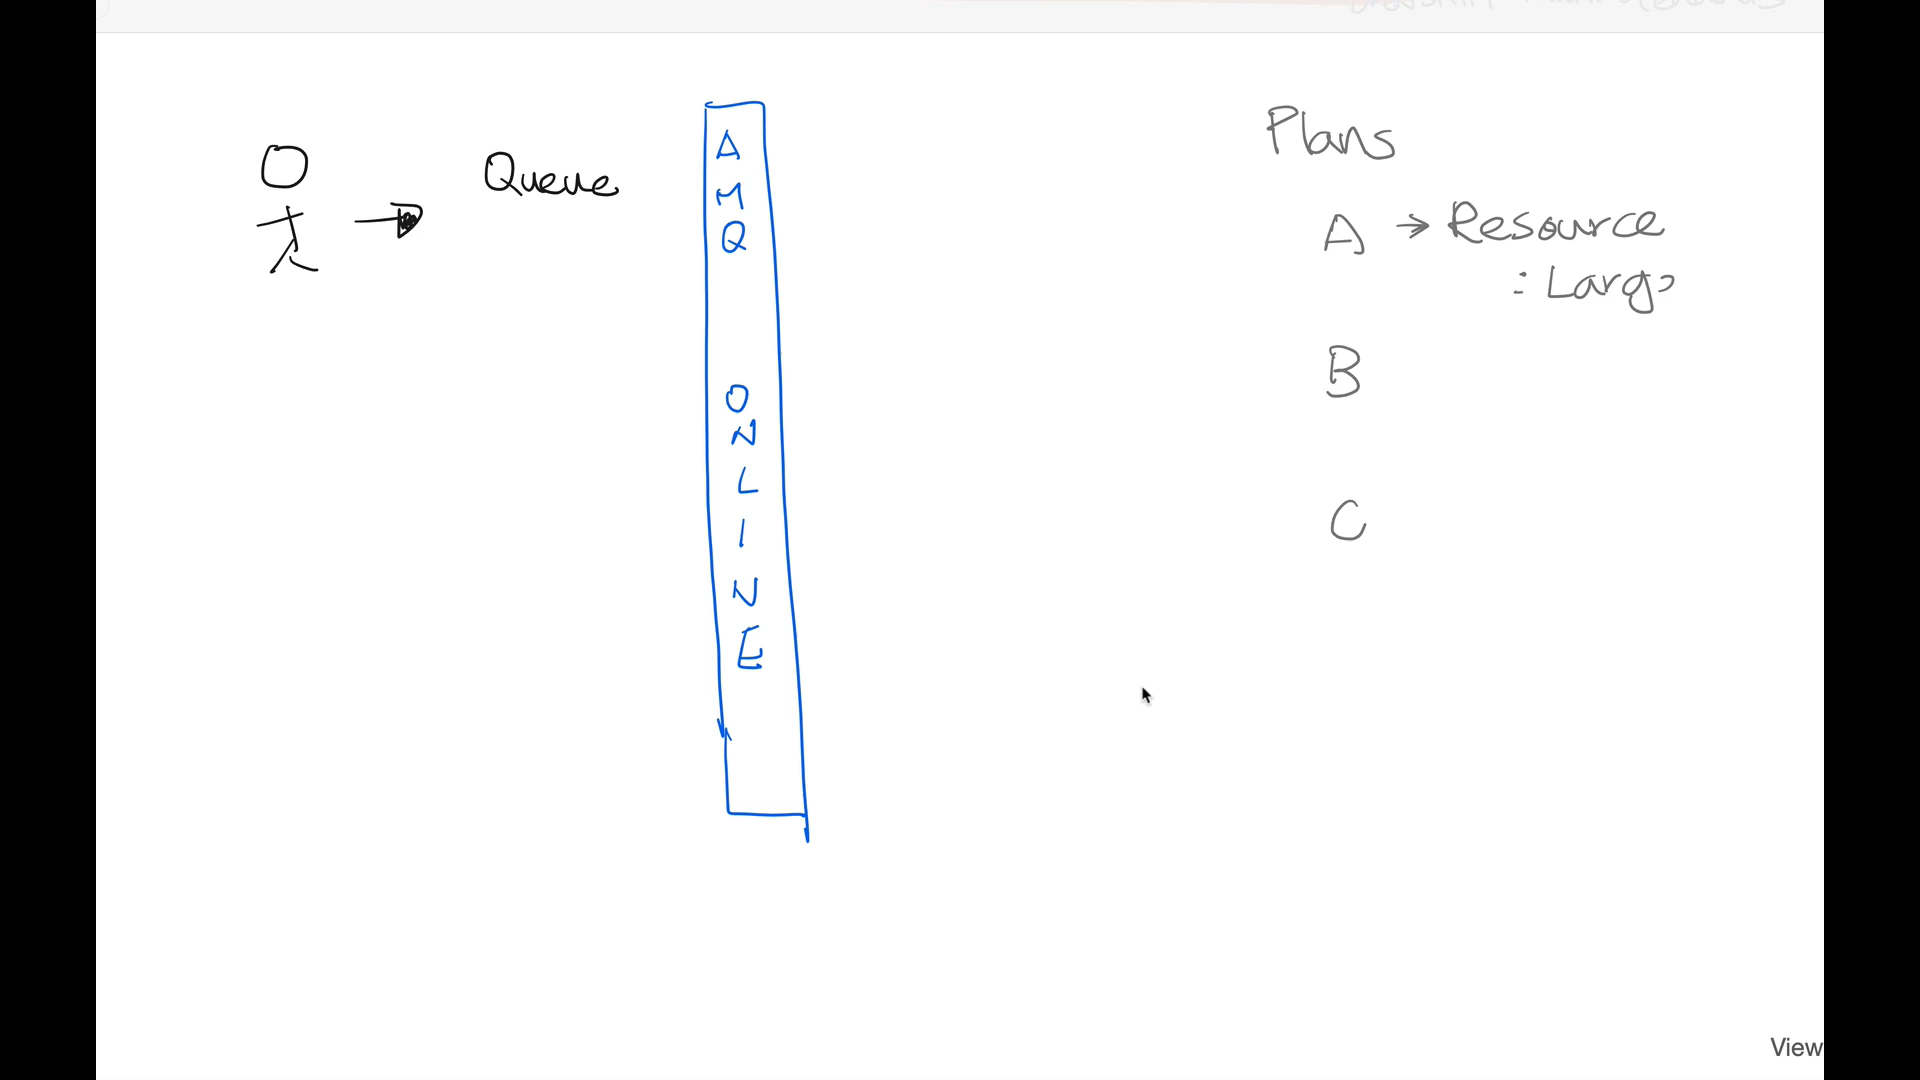 Queue
AMQ
ONLINE
Plans
A → Resource
: Large
B
C
View